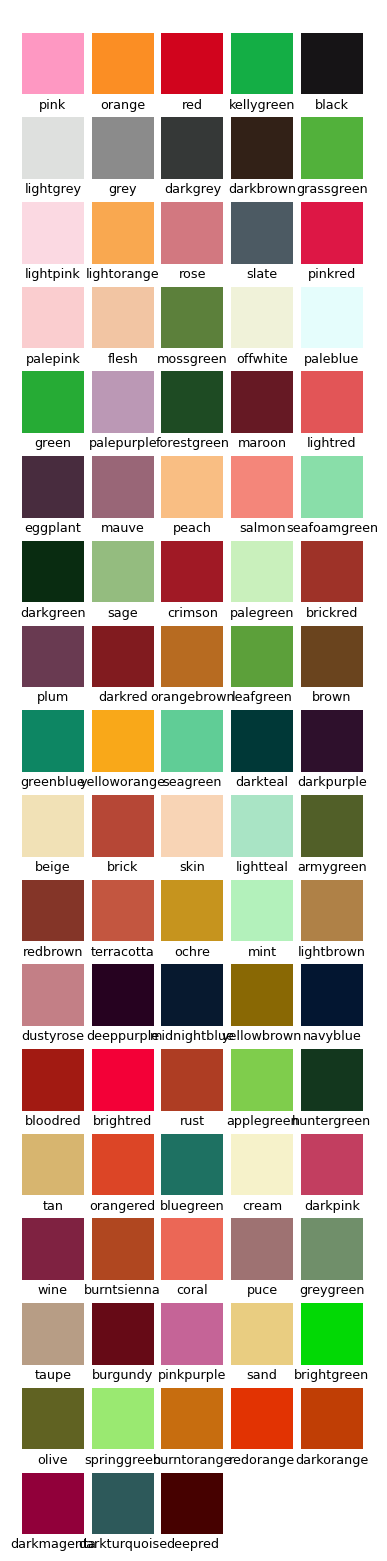 pink orange red kellygreen black
lightgrey grey darkgrey darkbrown grassgreen
lightpink lightorange rose slate pinkred
palepink flesh mossgreen offwhite paleblue
green palepurple forestgreen maroon lightred
eggplant mauve peach salmon seafoamgreen
darkgreen sage crimson palegreen brickred
plum darkred orangebrown leafgreen brown
greenblue yelloworange seagreen darkteal darkpurple
beige brick skin lightteal armygreen
redbrown terracotta ochre mint lightbrown
dustyrose deeppurple midnightblue yellowbrown navyblue
bloodred brightred rust applegreen huntergreen
tan orangered bluegreen cream darkpink
wine burntsienna coral puce greygreen
taupe burgundy pinkpurple sand brightgreen
olive springgreen burntorange redorange darkorange
darkmagenta darkturquoise deepred